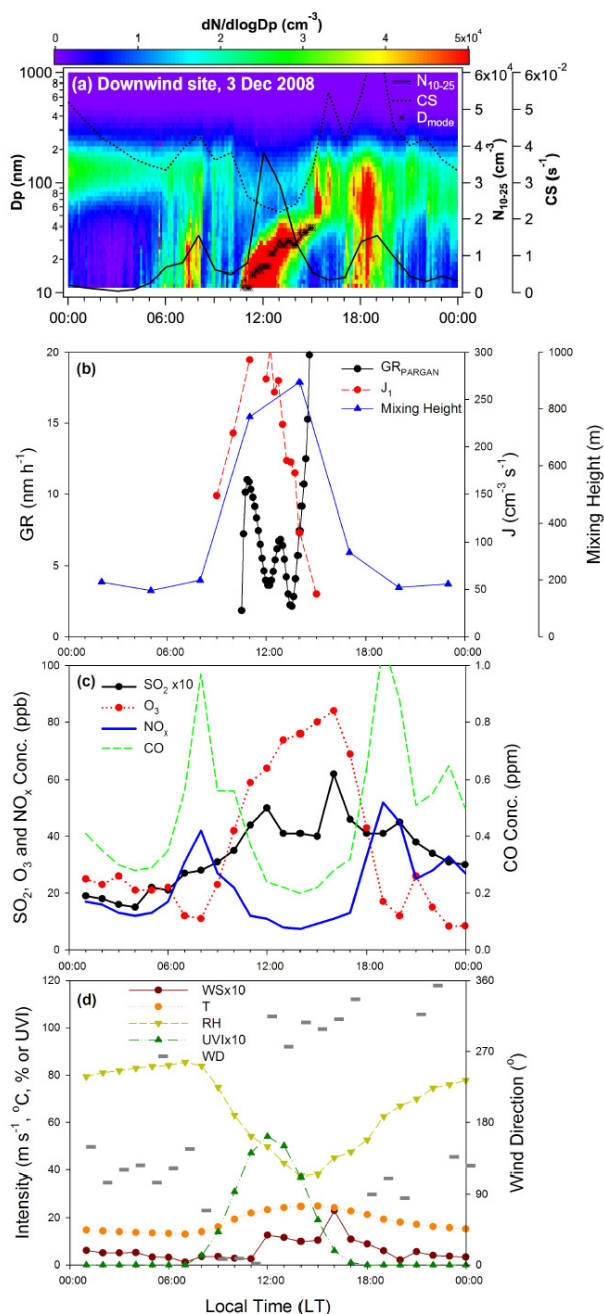 dN/dlogDp (cm⁻³)
0 1 2 3 4 5x10⁴
(a) Downwind site, 3 Dec 2008
N₁₀₋₂₅
CS
D_mode
1000
100
10
Dp (nm)
8 6 4 2 8 6 4 2
6x10⁴ 5 4 3 2 1 0
N₁₀₋₂₅ (cm⁻³)
6x10⁻² 5 4 3 2 1 0
CS (s⁻¹)
00:00 06:00 12:00 18:00 00:00
(b)
GR_PARGAN
J₁
Mixing Height
20 15 10 5 0
GR (nm h⁻¹)
300 250 200 150 100 50 0
J (cm⁻³ s⁻¹)
1000 800 600 400 200 0
Mixing Height (m)
00:00 06:00 12:00 18:00 00:00
(c)
SO₂ x10
O₃
NOₓ
CO
100 80 60 40 20 0
SO₂, O₃ and NOₓ Conc. (ppb)
1.0 0.8 0.6 0.4 0.2 0.0
CO Conc. (ppm)
00:00 06:00 12:00 18:00 00:00
(d)
WSx10
T
RH
UVIx10
WD
120 100 80 60 40 20 0
Intensity (m s⁻¹, °C, % or UVI)
360 270 180 90 0
Wind Direction (°)
00:00 06:00 12:00 18:00 00:00
Local Time (LT)